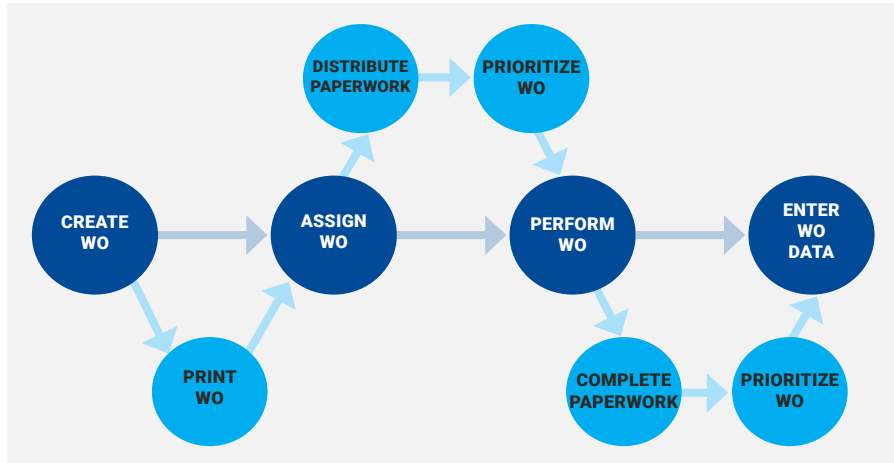 DISTRIBUTE
PAPERWORK
PRIORITIZE
WO
CREATE
WO
ASSIGN
WO
PERFORM
WO
ENTER
WO
DATA
PRINT
WO
COMPLETE
PAPERWORK
PRIORITIZE
WO